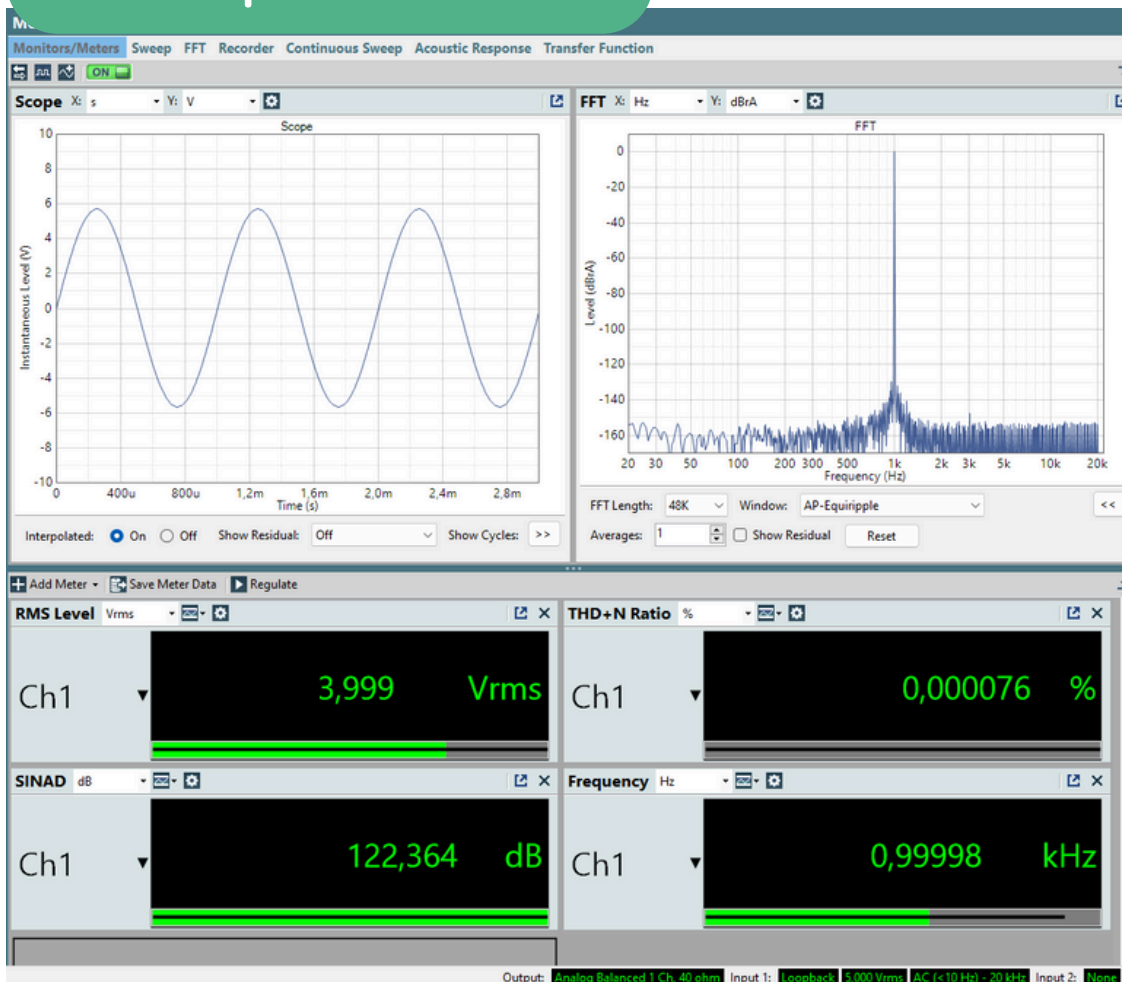 Monitors/Meters Sweep FFT Recorder Continuous Sweep Acoustic Response Transfer Function
ON
Scope X: s Y: V
Scope
10
8
6
4
2
0
-2
-4
-6
-8
-10
Instantaneous Level (V)
0 400u 800u 1,2m 1,6m 2,0m 2,4m 2,8m
Time (s)
Interpolated: On Off Show Residual: Off Show Cycles: >>
FFT X: Hz Y: dBrA
FFT
0
-20
-40
-60
-80
-100
-120
-140
-160
Level (dBrA)
20 30 50 100 200 300 500 1k 2k 3k 5k 10k 20k
Frequency (Hz)
FFT Length: 48K Window: AP-Equiripple <<
Averages: 1 Show Residual Reset
Add Meter Save Meter Data Regulate
RMS Level Vrms
Ch1 3,999 Vrms
THD+N Ratio %
Ch1 0,000076 %
SINAD dB
Ch1 122,364 dB
Frequency Hz
Ch1 0,99998 kHz
Output: Analog Balanced 1 Ch, 40 ohm Input 1: Loopback 5.000 Vrms AC (<10 Hz) - 20 kHz Input 2: None